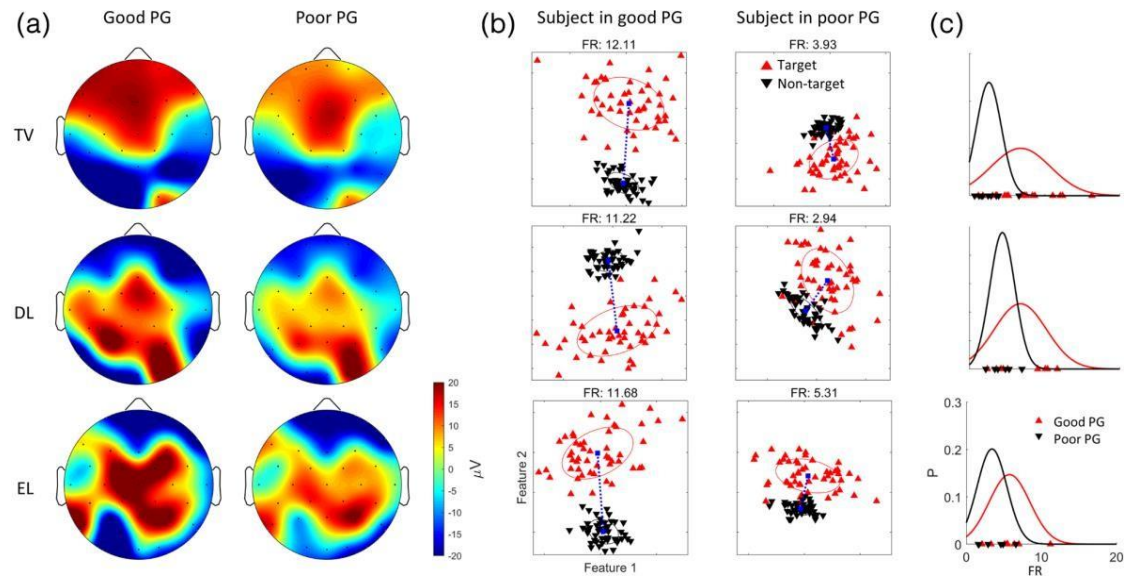 (a)
Good PG
Poor PG
TV
DL
EL
20
15
10
5
0
-5
-10
-15
-20
μV
(b)
Subject in good PG
Subject in poor PG
FR: 12.11
FR: 3.93
Target
Non-target
FR: 11.22
FR: 2.94
FR: 11.68
FR: 5.31
Feature 2
Feature 1
(c)
0.3
0.2
0.1
0
P
Good PG
Poor PG
0
10
20
FR